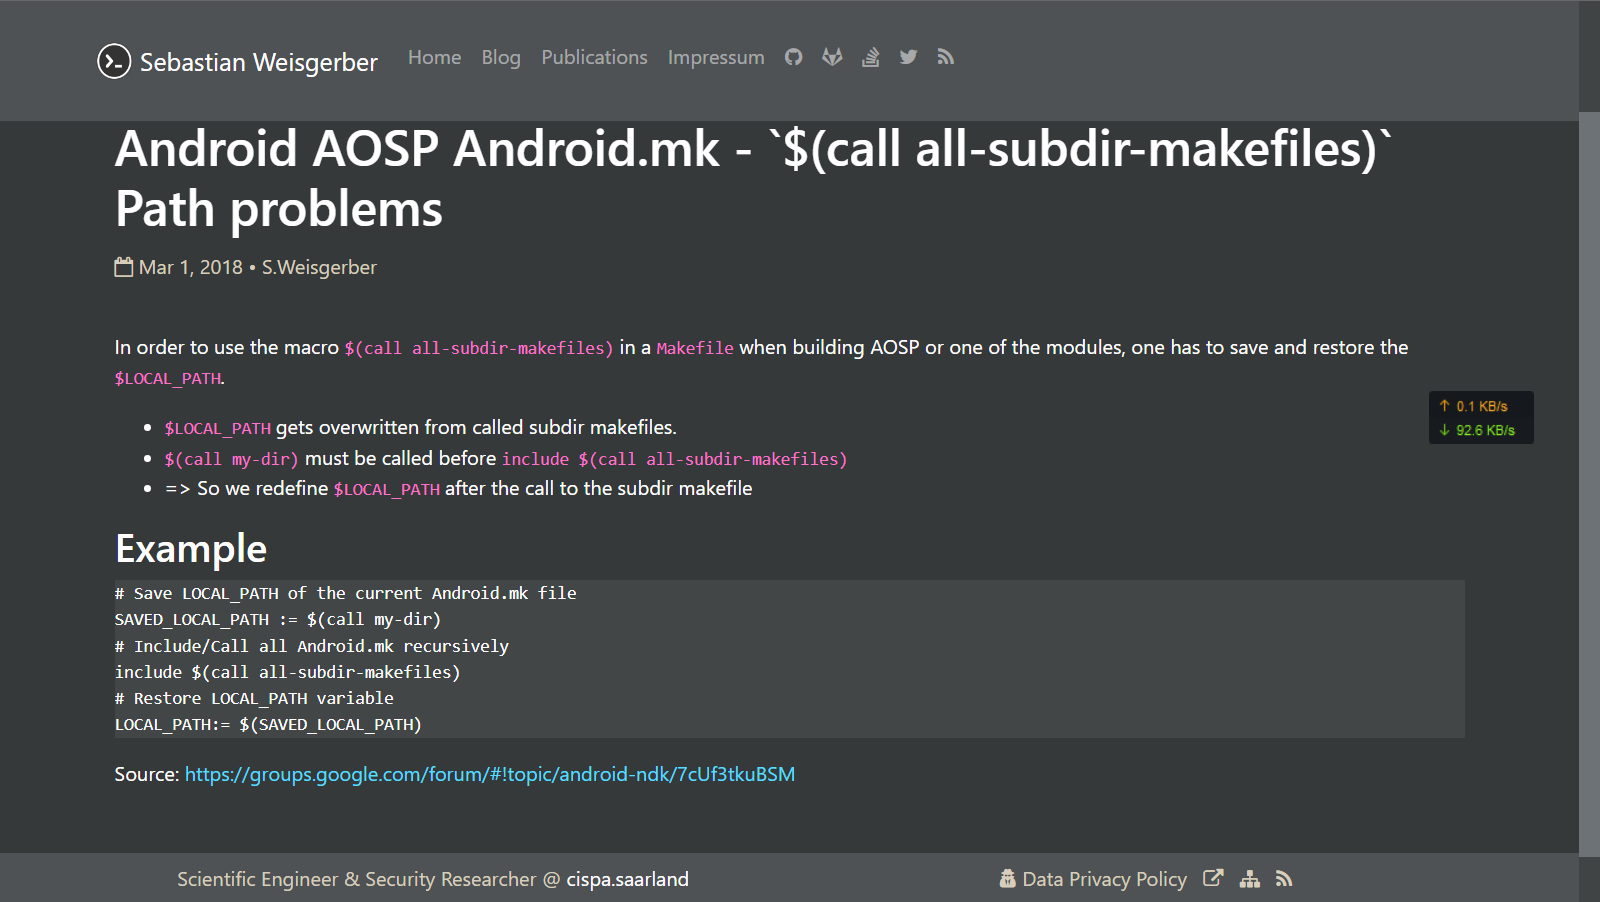 Sebastian Weisgerber Home Blog Publications Impressum
Android AOSP Android.mk - `$(call all-subdir-makefiles)`
Path problems
Mar 1, 2018 • S.Weisgerber
In order to use the macro $(call all-subdir-makefiles) in a Makefile when building AOSP or one of the modules, one has to save and restore the
$LOCAL_PATH.
↑ 0.1 KB/s
↓ 92.6 KB/s
• $LOCAL_PATH gets overwritten from called subdir makefiles.
• $(call my-dir) must be called before include $(call all-subdir-makefiles)
• => So we redefine $LOCAL_PATH after the call to the subdir makefile
Example
# Save LOCAL_PATH of the current Android.mk file
SAVED_LOCAL_PATH := $(call my-dir)
# Include/Call all Android.mk recursively
include $(call all-subdir-makefiles)
# Restore LOCAL_PATH variable
LOCAL_PATH:= $(SAVED_LOCAL_PATH)
Source: https://groups.google.com/forum/#!topic/android-ndk/7cUf3tkuBSM
Scientific Engineer & Security Researcher @ cispa.saarland Data Privacy Policy